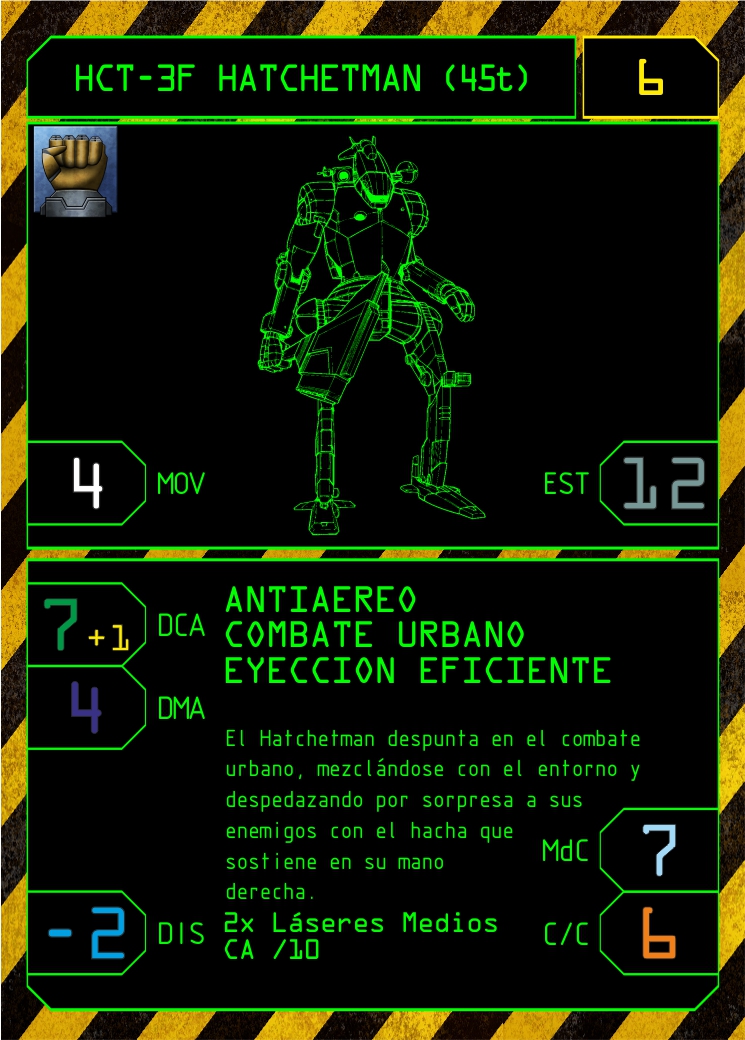 HCT-3F HATCHETMAN (45t)
6
4 MOV
EST 12
7 +1 DCA
4 DMA
ANTIAEREO
COMBATE URBANO
EYECCION EFICIENTE
El Hatchetman despunta en el combate
urbano, mezclándose con el entorno y
despedazando por sorpresa a sus
enemigos con el hacha que
sostiene en su mano
derecha.
MdC 7
-2 DIS
2x Láseres Medios
CA /10
C/C 6